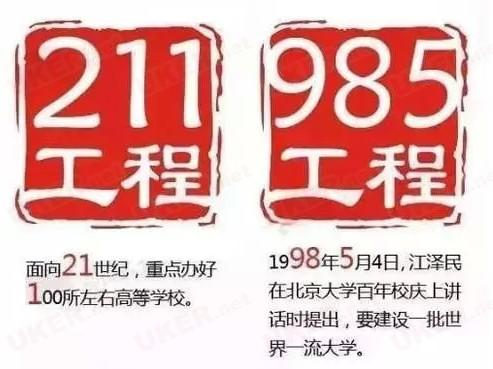 211
工程
面向21世纪，重点办好
100所左右高等学校。
985
工程
1998年5月4日,江泽民
在北京大学百年校庆上讲
话时提出，要建设一批世
界一流大学。
UKER.net